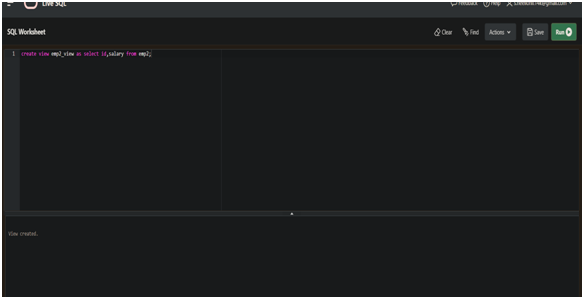 Live SQL
Feedback Help
SQL Worksheet
Clear Find Actions Save Run
1 create view emp2_view as select id,salary from emp2;
View created.